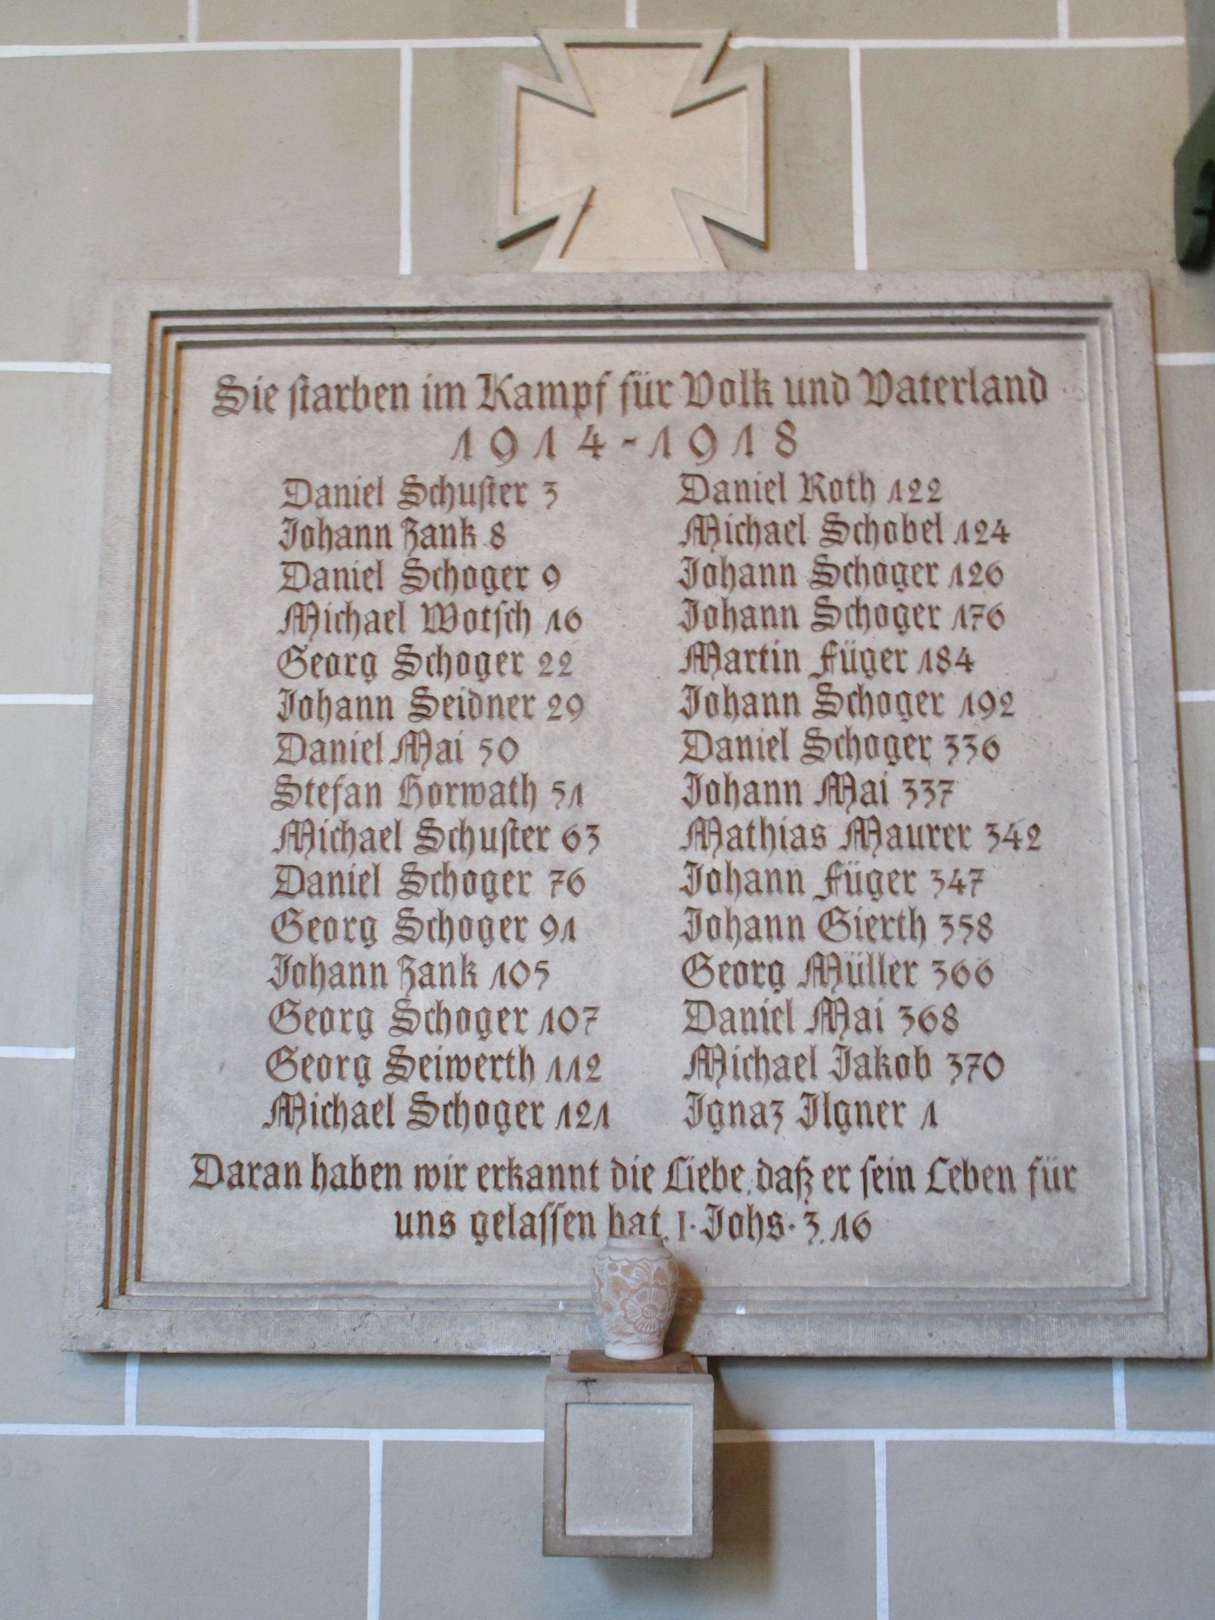 Sie starben im Kampf für Volk und Vaterland
1914-1918
Daniel Schuster 3
Johann Zank 8
Daniel Schoger 9
Michael Wotsch 16
Georg Schoger 22
Johann Seidner 29
Daniel Mai 50
Stefan Horwath 51
Michael Schuster 63
Daniel Schoger 76
Georg Schoger 91
Johann Zank 105
Georg Schoger 107
Georg Seiwerth 112
Michael Schoger 121
Daniel Roth 122
Michael Schobel 124
Johann Schoger 126
Johann Schoger 176
Martin Füger 184
Johann Schoger 192
Daniel Schoger 336
Johann Mai 337
Mathias Maurer 342
Johann Füger 347
Johann Gierth 358
Georg Müller 366
Daniel Mai 368
Michael Jakob 370
Ignaz Ilgner 1
Daran haben wir erkannt die Liebe, daß er sein Leben für
uns gelassen hat. I. Johs. 3.16